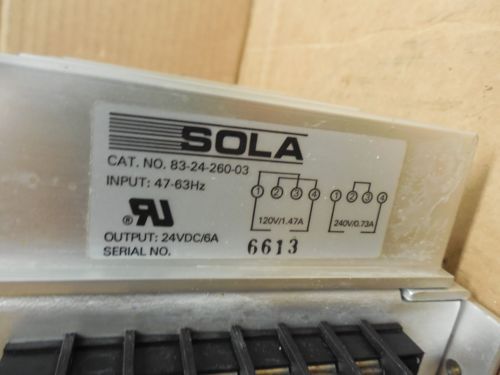 SOLA
CAT. NO. 83-24-260-03
INPUT: 47-63Hz
1 2 3 4 1 2 3 4
120V/1.47A 240V/0.73A
OUTPUT: 24VDC/6A
SERIAL NO. 6613